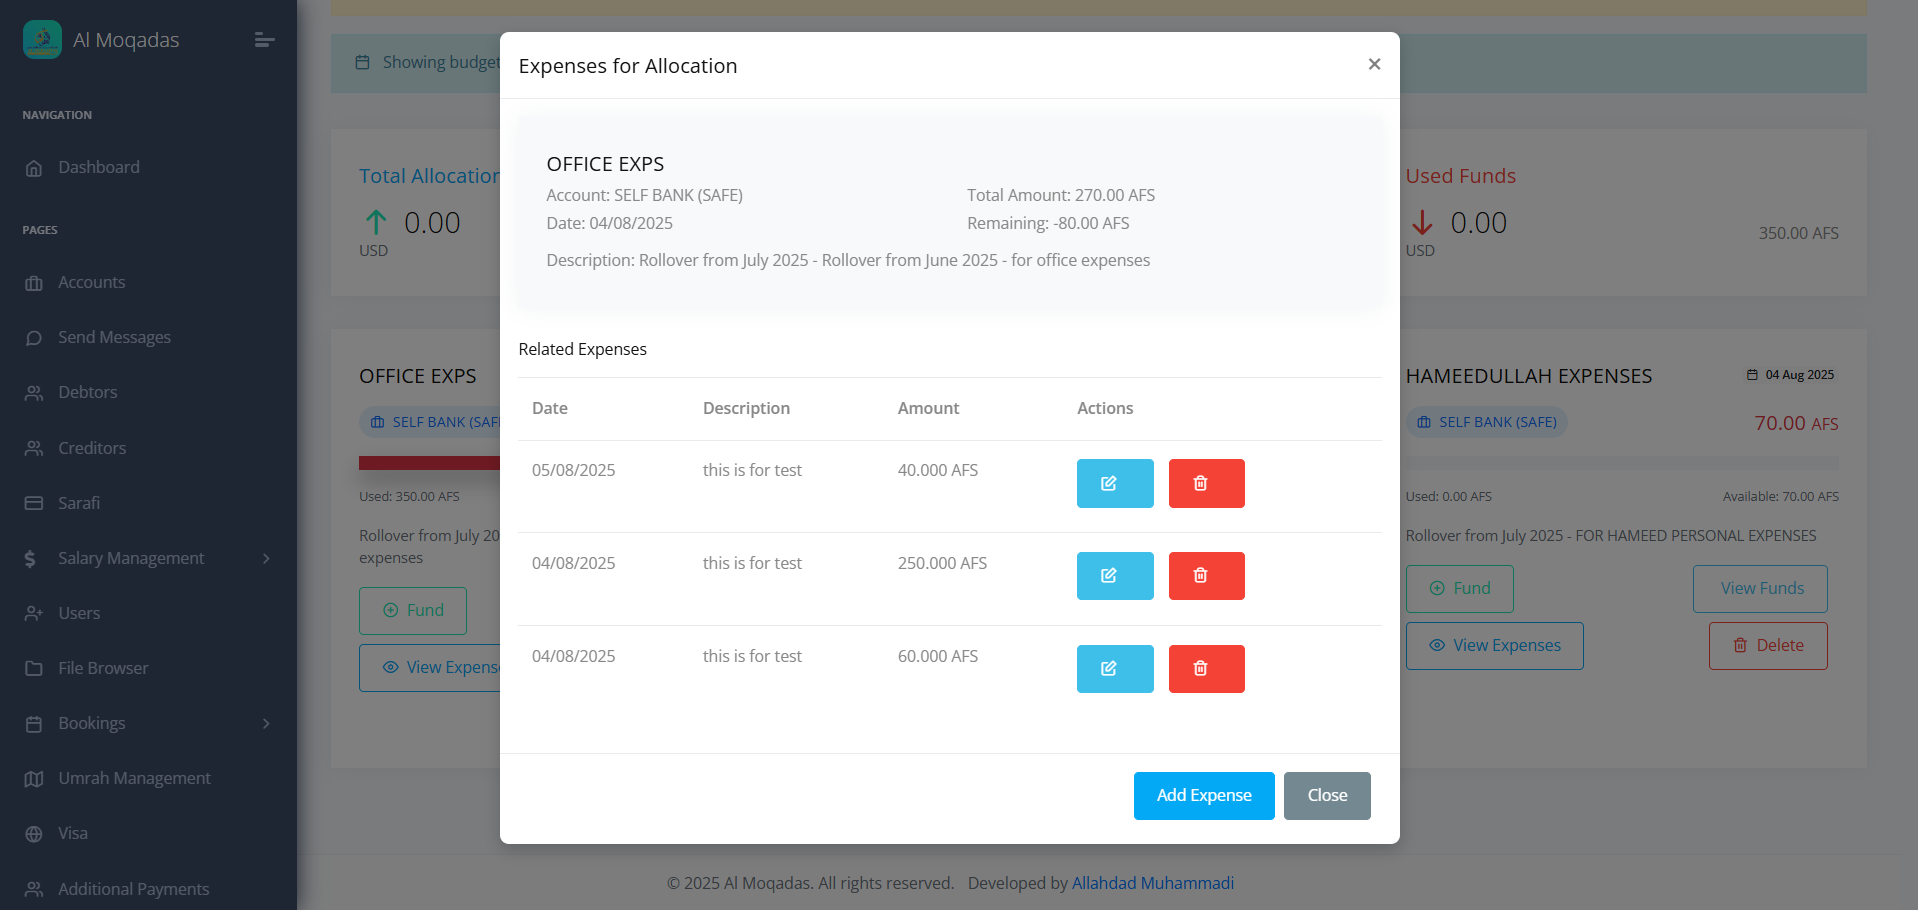 Al Moqadas
NAVIGATION
Dashboard
PAGES
Accounts
Send Messages
Debtors
Creditors
Sarafi
Salary Management
Users
File Browser
Bookings
Umrah Management
Visa
Additional Payments
Showing budget
Total Allocation
0.00
USD
Used Funds
0.00
USD
350.00 AFS
OFFICE EXPS
SELF BANK (SAFE
Used: 350.00 AFS
Rollover from July 20
expenses
Fund
View Expens
HAMEEDULLAH EXPENSES
04 Aug 2025
SELF BANK (SAFE)
70.00 AFS
Used: 0.00 AFS
Available: 70.00 AFS
Rollover from July 2025 - FOR HAMEED PERSONAL EXPENSES
Fund
View Funds
View Expenses
Delete
Expenses for Allocation
×
OFFICE EXPS
Account: SELF BANK (SAFE)
Total Amount: 270.00 AFS
Date: 04/08/2025
Remaining: -80.00 AFS
Description: Rollover from July 2025 - Rollover from June 2025 - for office expenses
Related Expenses
Date Description Amount Actions
05/08/2025 this is for test 40.000 AFS
04/08/2025 this is for test 250.000 AFS
04/08/2025 this is for test 60.000 AFS
Add Expense
Close
© 2025 Al Moqadas. All rights reserved. Developed by Allahdad Muhammadi